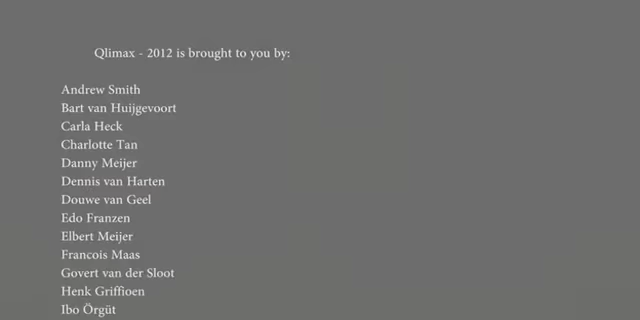 Qlimax - 2012 is brought to you by:
Andrew Smith
Bart van Huijgevoort
Carla Heck
Charlotte Tan
Danny Meijer
Dennis van Harten
Douwe van Geel
Edo Franzen
Elbert Meijer
Francois Maas
Govert van der Sloot
Henk Griffioen
Ibo Örgüt